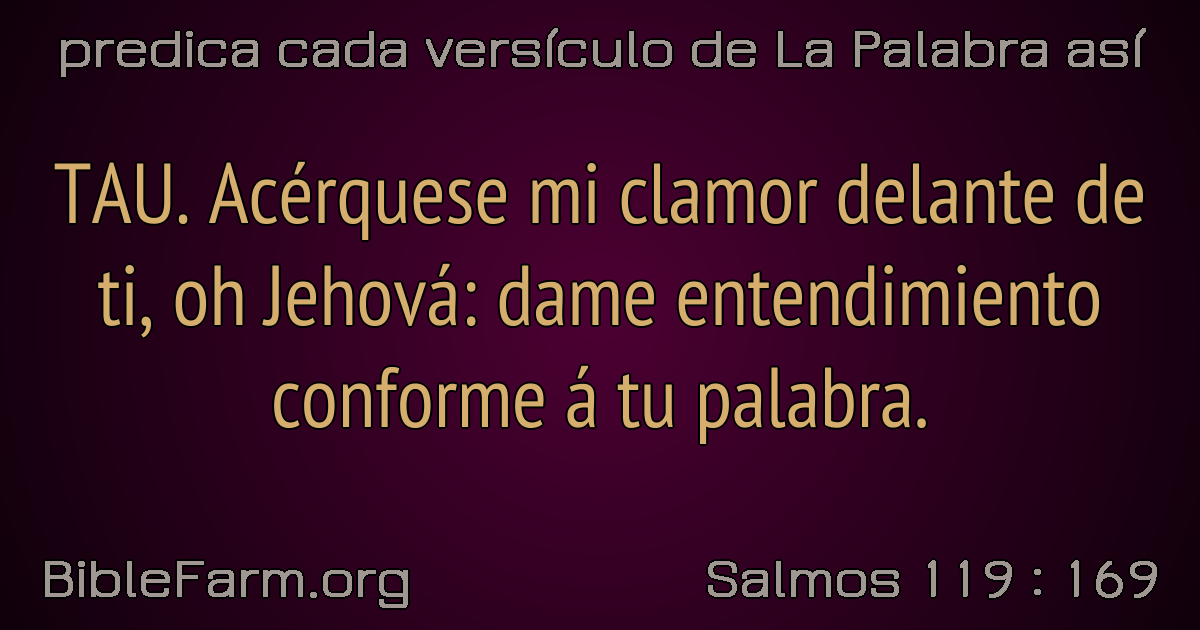 predica cada versículo de La Palabra así
TAU. Acérquese mi clamor delante de
ti, oh Jehová: dame entendimiento
conforme á tu palabra.
BibleFarm.org
Salmos 119 : 169